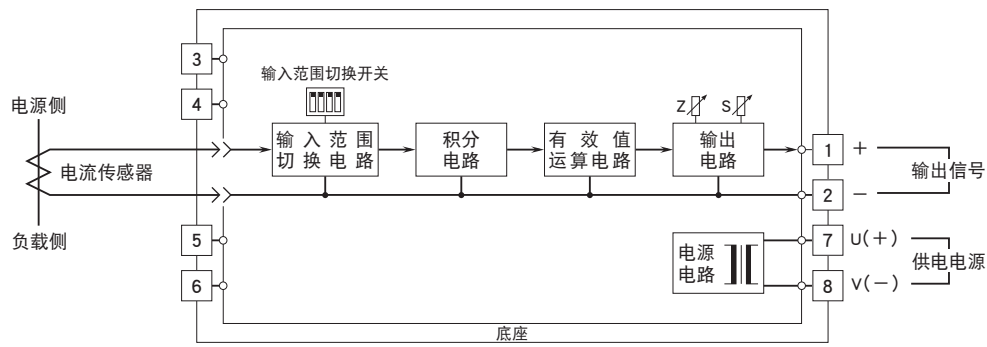 3
4
输入范围切换开关
电源侧
Z
S
输入范围
切换电路
积分
电路
有效值
运算电路
输出
电路
1
+
输出信号
电流传感器
2
−
负载侧
5
6
电源
电路
7
U(+)
供电电源
8
V(−)
底座